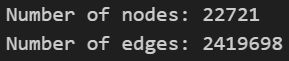 Number of nodes: 22721
Number of edges: 2419698